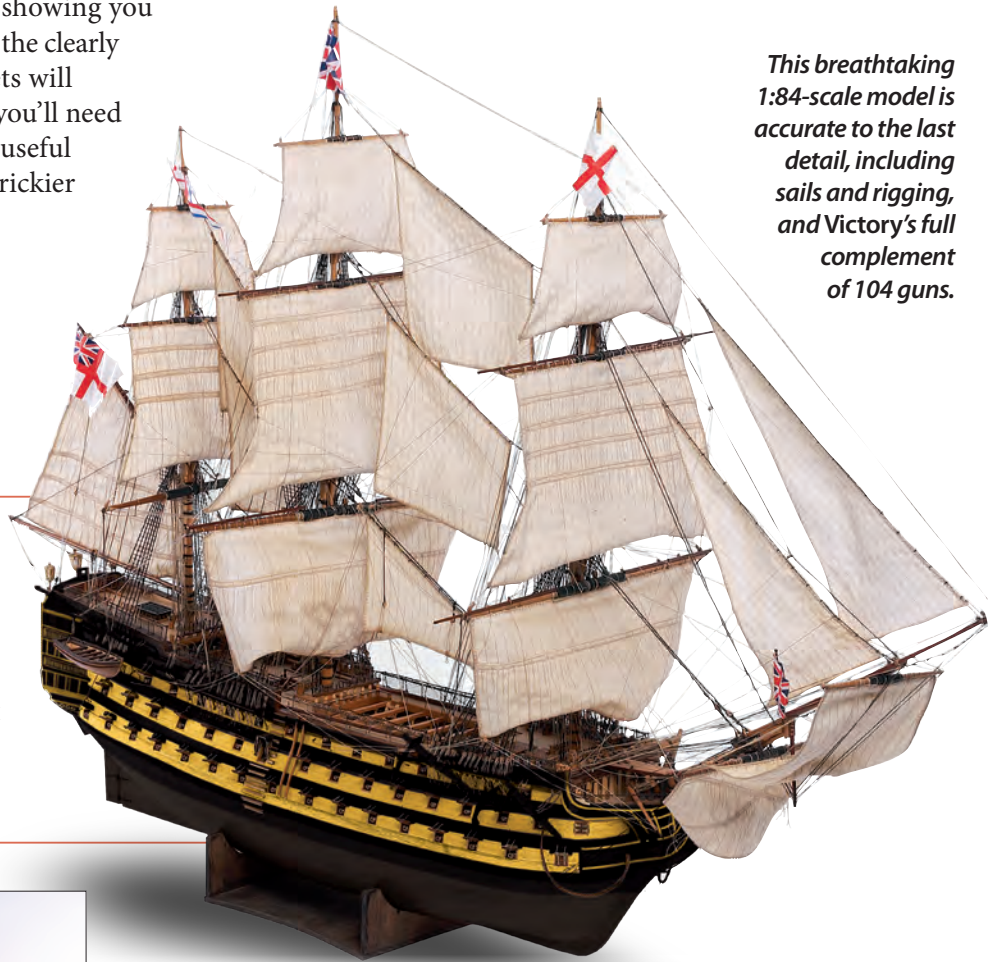 showing you
the clearly
ts will
you'll need
useful
rickier
This breathtaking
1:84-scale model is
accurate to the last
detail, including
sails and rigging,
and Victory's full
complement
of 104 guns.